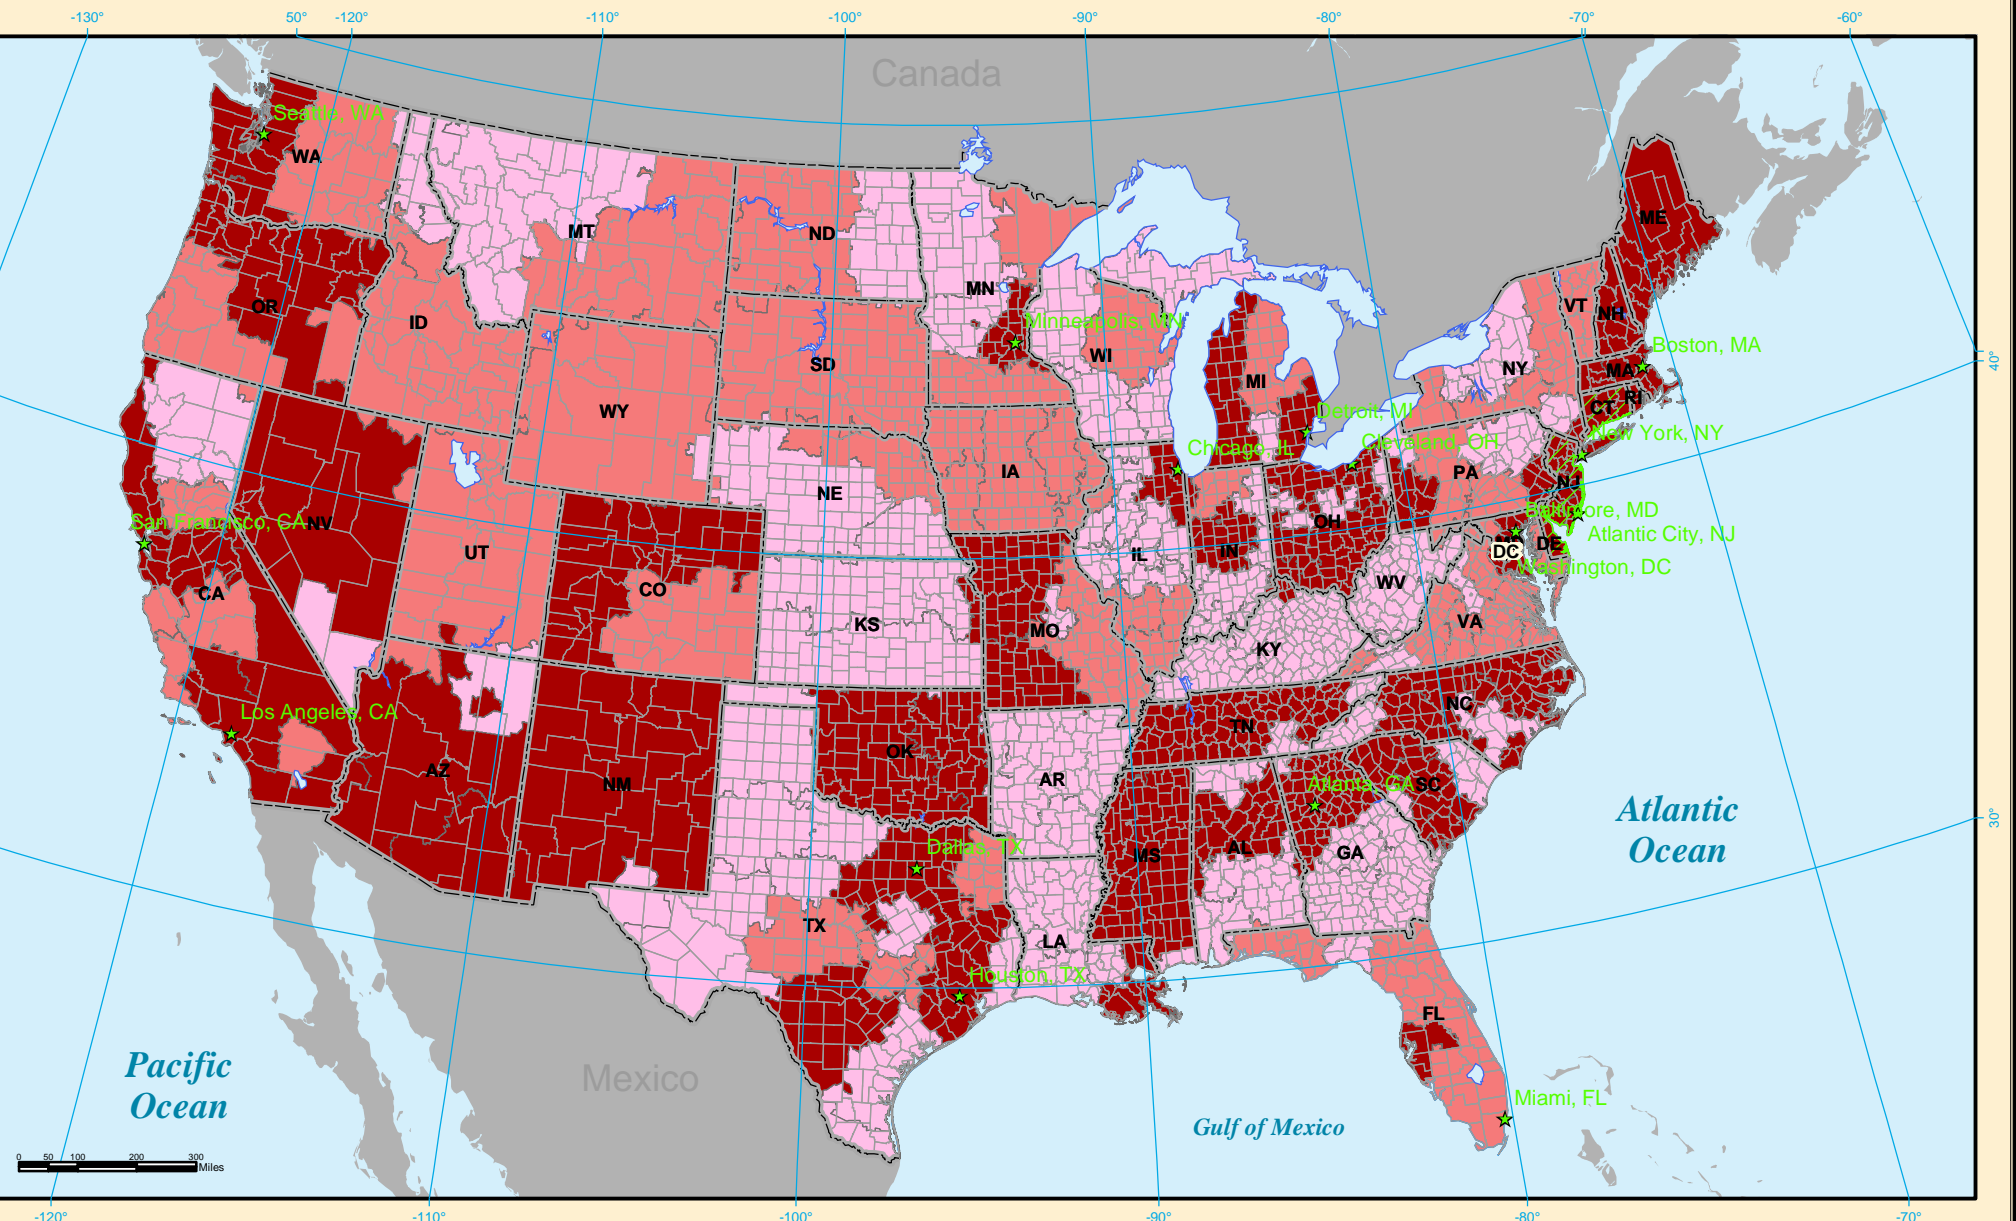 -130°
50°
-120°
-110°
-100°
-90°
-80°
-70°
-60°
Canada
Seattle, WA
WA
ME
MT
ND
MN
VT
NH
OR
ID
Minneapolis, MN
Boston, MA
WI
SD
NY
MA
40°
MI
RI
WY
CT
Detroit, MI
New York, NY
Chicago, IL
Cleveland, OH
IA
PA
NJ
NE
Baltimore, MD
San Francisco, CA
NV
OH
Atlantic City, NJ
MD
DE
DC
IN
IL
UT
Washington, DC
WV
CO
CA
KS
VA
MO
KY
Los Angeles, CA
NC
TN
OK
AZ
AR
NM
Atlanta, GA
SC
Atlantic
Ocean
30°
Dallas, TX
MS
AL
GA
TX
LA
Houston, TX
FL
Pacific
Ocean
Mexico
Miami, FL
Gulf of Mexico
0 50 100 200 300
Miles
-120°
-110°
-100°
-90°
-80°
-70°